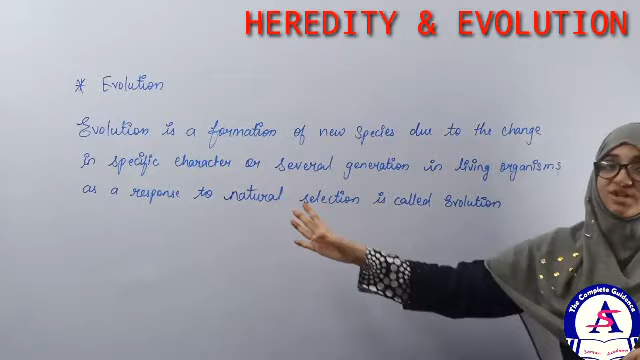 HEREDITY & EVOLUTION
* Evolution
Evolution is a formation of new species due to the change
in specific character or several generation in living organisms
as a response to natural selection is called Evolution
The Complete Guidance
AS